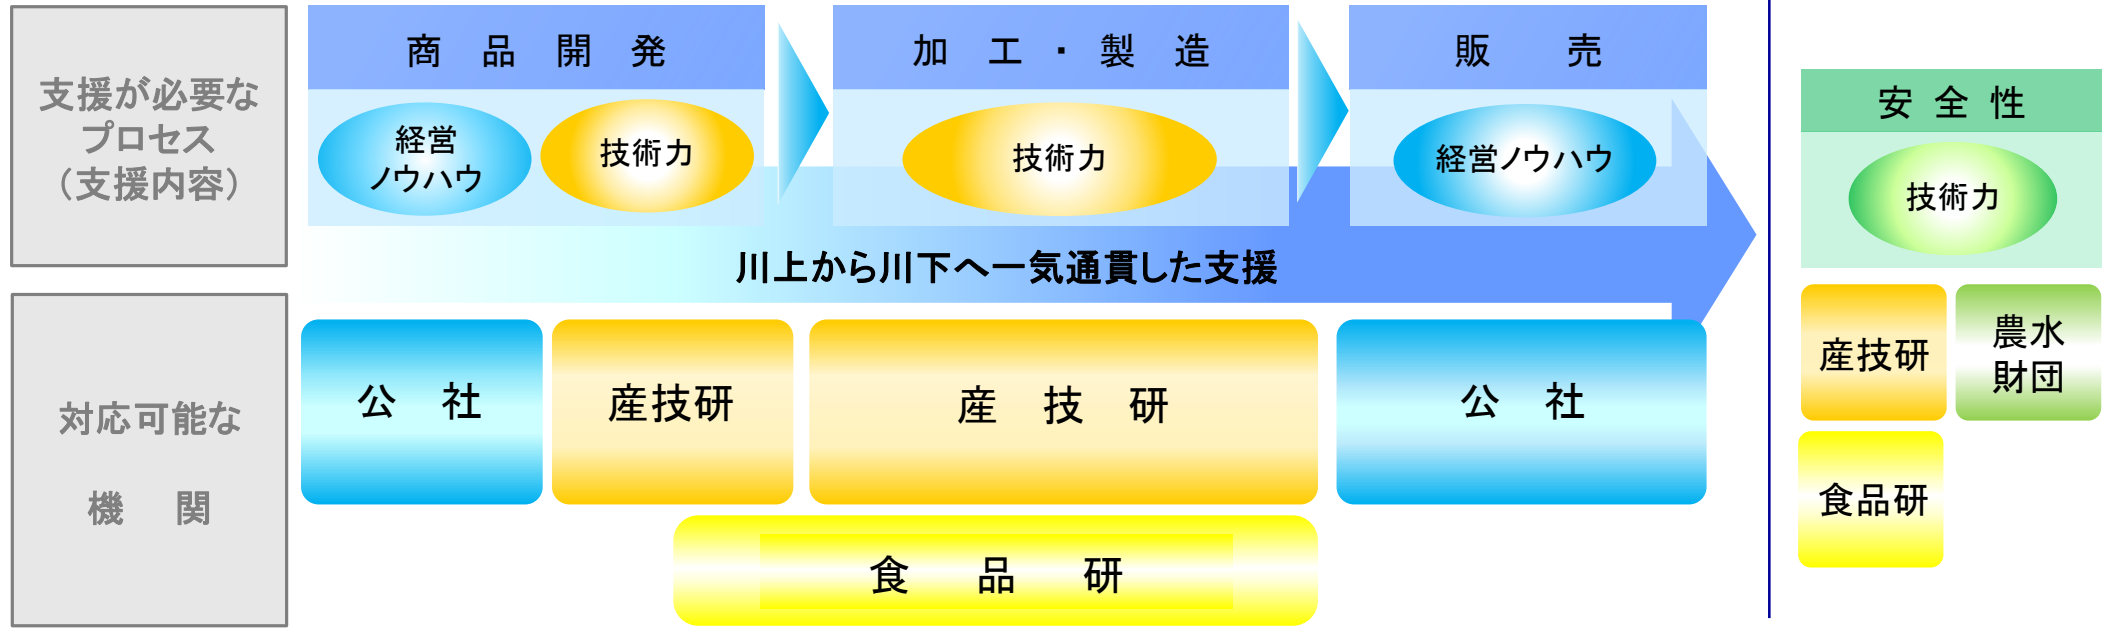 支援が必要な
プロセス
（支援内容）
商品開発
加工・製造
販売
安全性
経営
ノウハウ
技術力
技術力
経営ノウハウ
技術力
川上から川下へ一気通貫した支援
対応可能な
機関
公社
産技研
産技研
公社
食品研
産技研
農水
財団
食品研